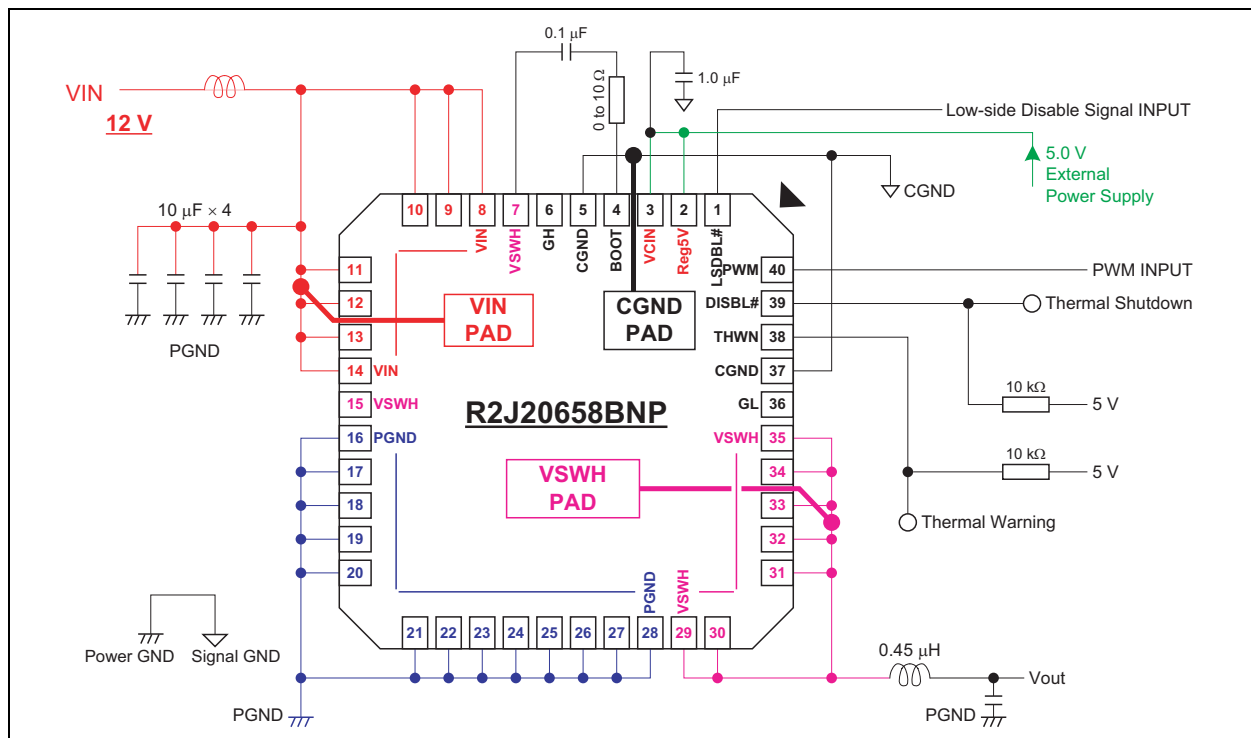 0.1 μF
0 to 10 Ω
1.0 μF
VIN
12 V
Low-side Disable Signal INPUT
5.0 V
External
Power Supply
CGND
10 μF × 4
PGND
10 9 8 7 6 5 4 3 2 1
VIN VSWH GH CGND BOOT VCIN Reg5V LSDBL#
11
12
13
14 VIN
15 VSWH
16 PGND
17
18
19
20
VIN
PAD
CGND
PAD
R2J20658BNP
VSWH
PAD
PWM 40
DISBL# 39
THWN 38
CGND 37
GL 36
VSWH 35
34
33
32
31
PWM INPUT
Thermal Shutdown
10 kΩ
5 V
10 kΩ
5 V
Thermal Warning
PGND VSWH
21 22 23 24 25 26 27 28 29 30
Power GND Signal GND
PGND
0.45 μH
Vout
PGND